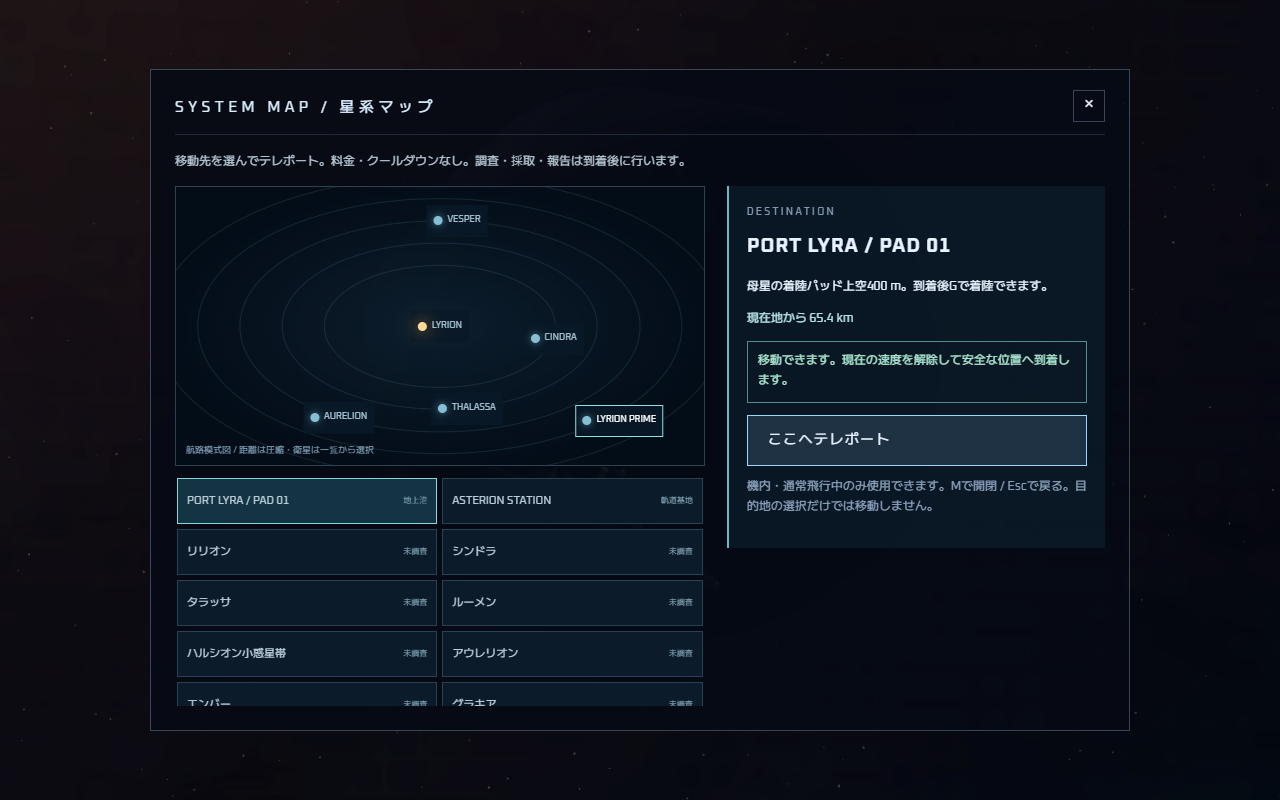 SYSTEM MAP / 星系マップ
×
移動先を選んでテレポート。料金・クールダウンなし。調査・採取・報告は到着後に行います。
VESPER
LYRION
CINDRA
AURELION
THALASSA
LYRION PRIME
航路模式図 / 距離は圧縮・衛星は一覧から選択
PORT LYRA / PAD 01
地上港
ASTERION STATION
軌道基地
リリオン
未調査
シンドラ
未調査
タラッサ
未調査
ルーメン
未調査
ハルシオン小惑星帯
未調査
アウレリオン
未調査
エンバー
未調査
グラキア
未調査
DESTINATION
PORT LYRA / PAD 01
母星の着陸パッド上空400 m。到着後Gで着陸できます。
現在地から 65.4 km
移動できます。現在の速度を解除して安全な位置へ到着し
ます。
ここへテレポート
機内・通常飛行中のみ使用できます。Mで開閉 / Escで戻る。目
的地の選択だけでは移動しません。